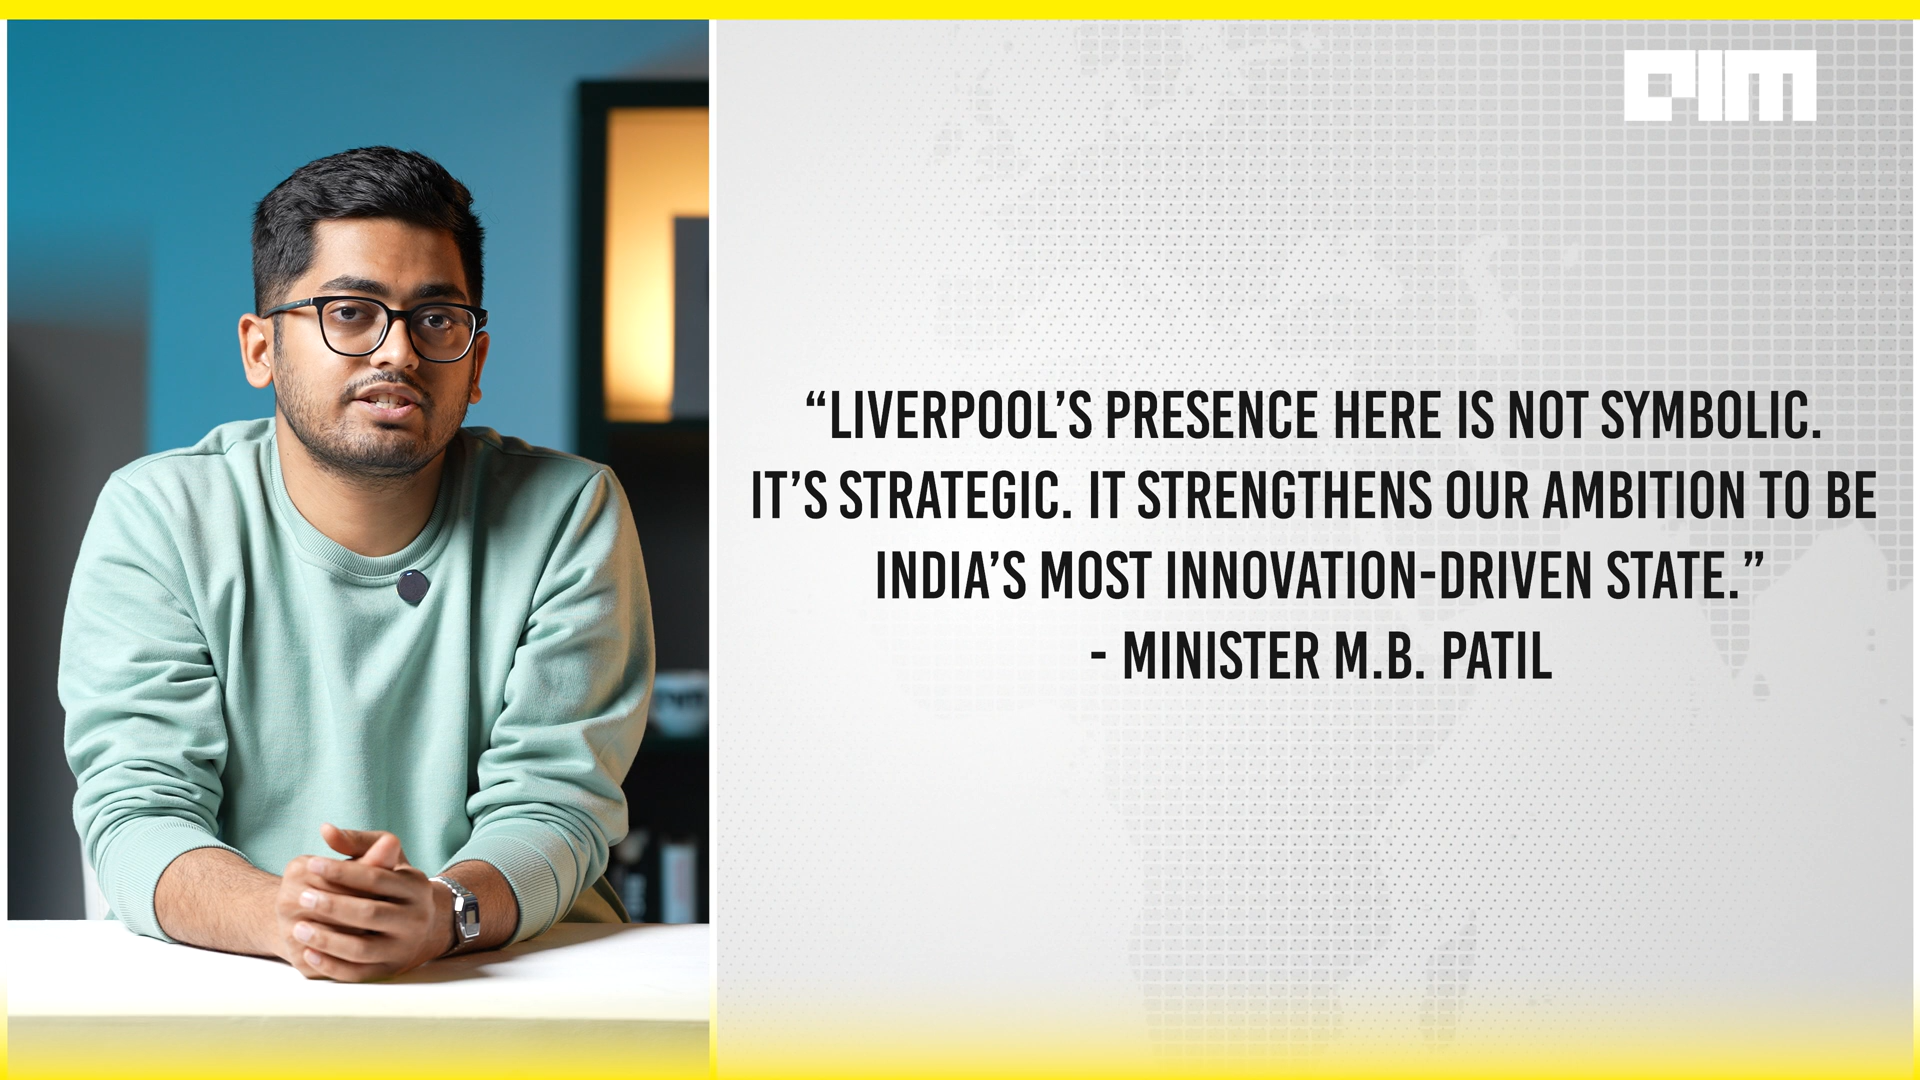 AIM
“LIVERPOOL’S PRESENCE HERE IS NOT SYMBOLIC.
IT’S STRATEGIC. IT STRENGTHENS OUR AMBITION TO BE
INDIA’S MOST INNOVATION-DRIVEN STATE.”
- MINISTER M.B. PATIL